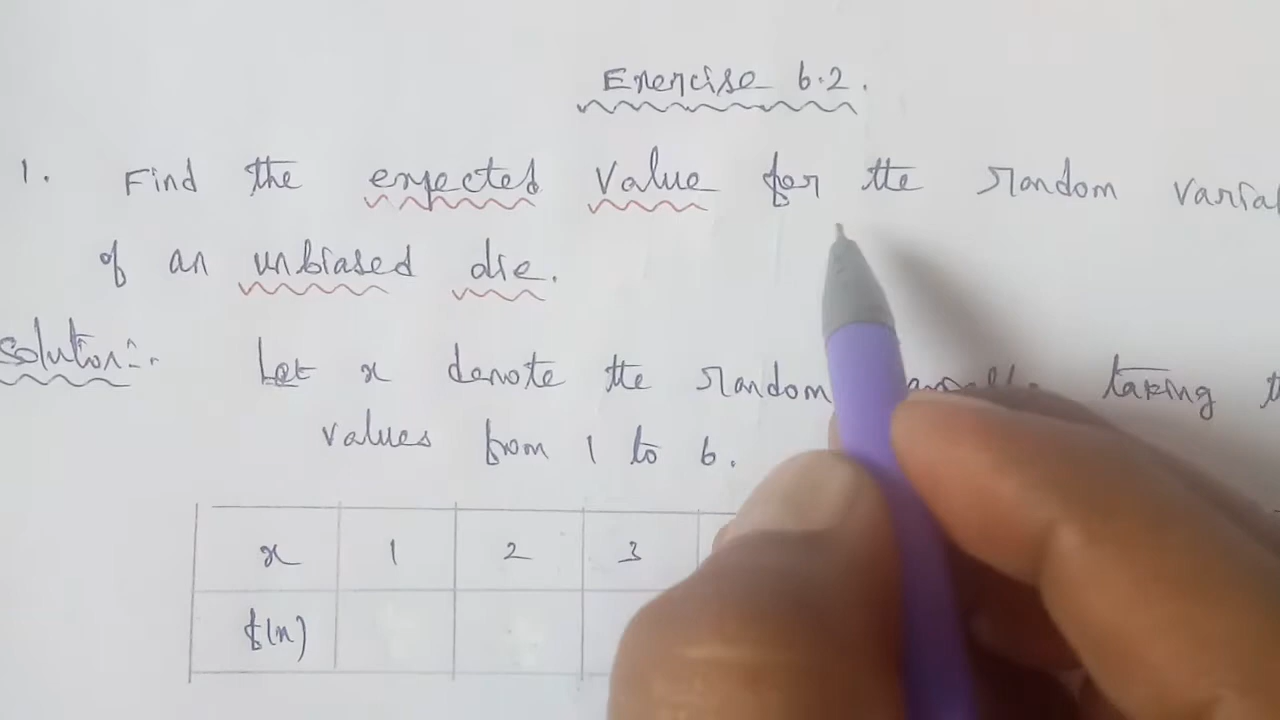 Exercise 6.2.
1. Find the expected value for the random
of an unbiased die.
Solution:-
Let x denote the random taking
values from 1 to 6.
x 1 2 3
f(x)